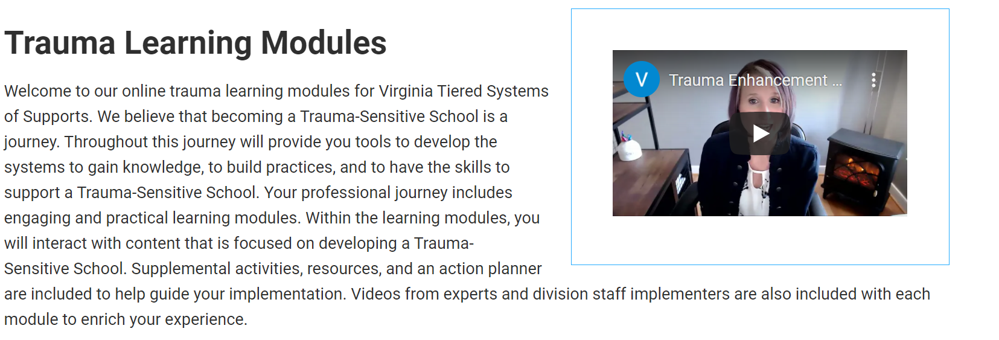 Trauma Learning Modules
Welcome to our online trauma learning modules for Virginia Tiered Systems
of Supports. We believe that becoming a Trauma-Sensitive School is a
journey. Throughout this journey will provide you tools to develop the
systems to gain knowledge, to build practices, and to have the skills to
support a Trauma-Sensitive School. Your professional journey includes
engaging and practical learning modules. Within the learning modules, you
will interact with content that is focused on developing a Trauma-
Sensitive School. Supplemental activities, resources, and an action planner
are included to help guide your implementation. Videos from experts and division staff implementers are also included with each
module to enrich your experience.
V
Trauma Enhancement ...